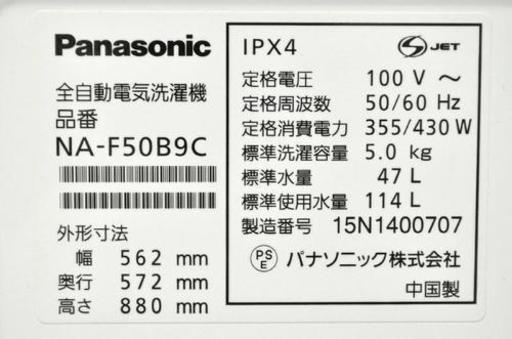 Panasonic
全自動電気洗濯機
品番
NA-F50B9C
外形寸法
幅 562 mm
奥行 572 mm
高さ 880 mm
IPX4 S JET
定格電圧 100 V ～
定格周波数 50/60 Hz
定格消費電力 355/430 W
標準洗濯容量 5.0 kg
標準水量 47 L
標準使用水量 114 L
製造番号 15N1400707
PS E パナソニック株式会社
中国製